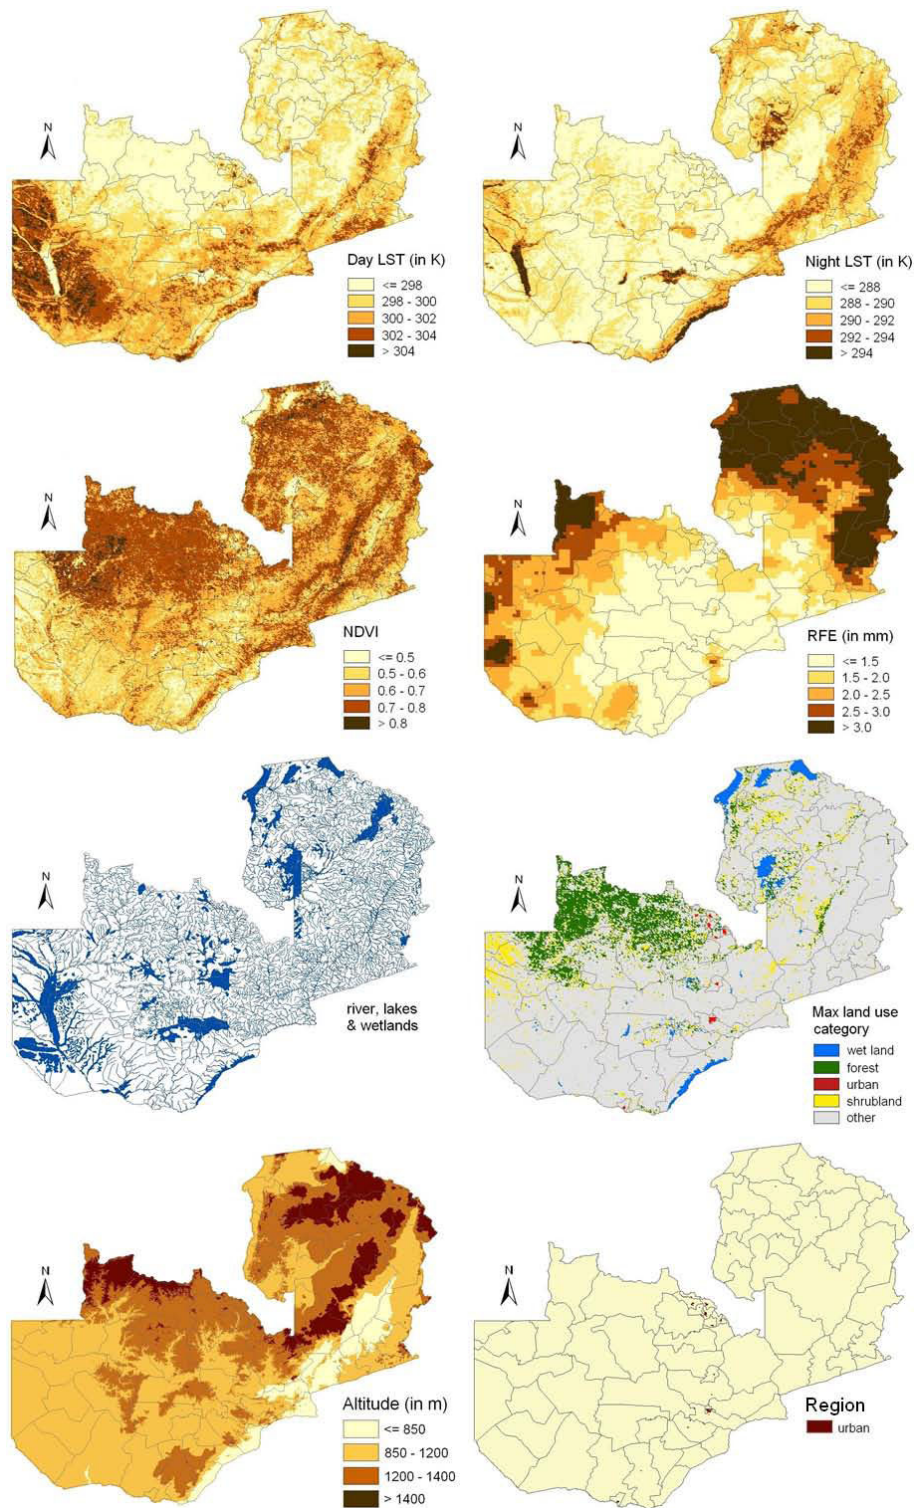 N
Day LST (in K)
<= 298
298 - 300
300 - 302
302 - 304
> 304
N
Night LST (in K)
<= 288
288 - 290
290 - 292
292 - 294
> 294
N
NDVI
<= 0.5
0.5 - 0.6
0.6 - 0.7
0.7 - 0.8
> 0.8
N
RFE (in mm)
<= 1.5
1.5 - 2.0
2.0 - 2.5
2.5 - 3.0
> 3.0
N
river, lakes
& wetlands
N
Max land use
category
wet land
forest
urban
shrubland
other
N
Altitude (in m)
<= 850
850 - 1200
1200 - 1400
> 1400
N
Region
urban